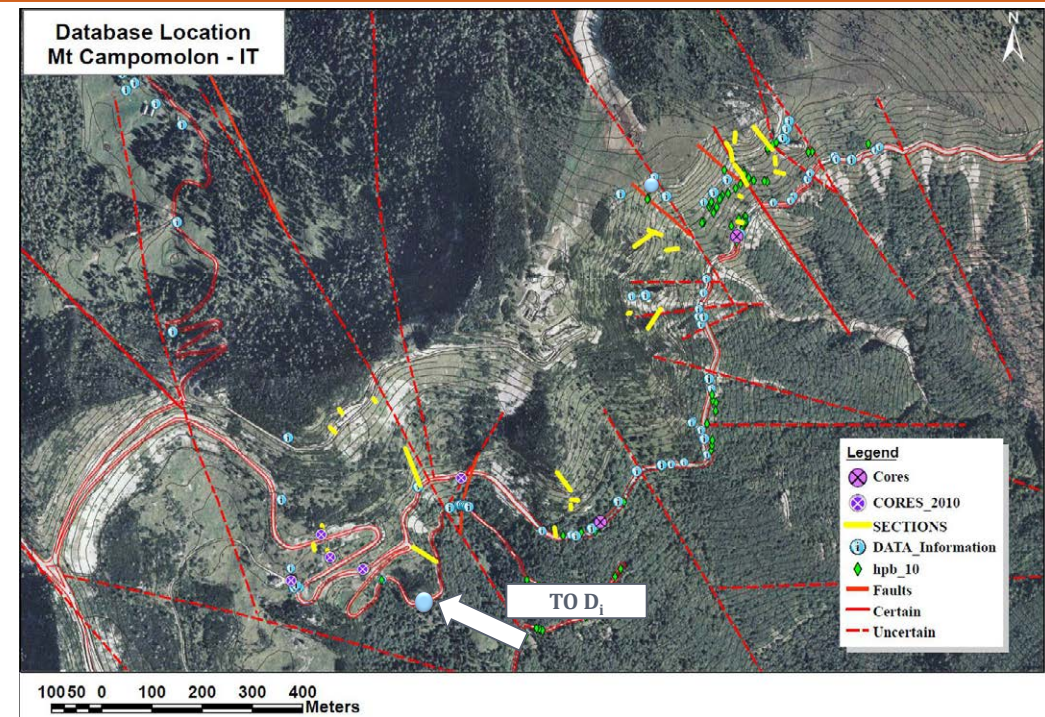 Database Location
Mt Campomolon - IT
N
TO Di
Legend
Cores
CORES_2010
SECTIONS
i DATA_Information
hpb_10
Faults
Certain
Uncertain
100 50 0 100 200 300 400
Meters